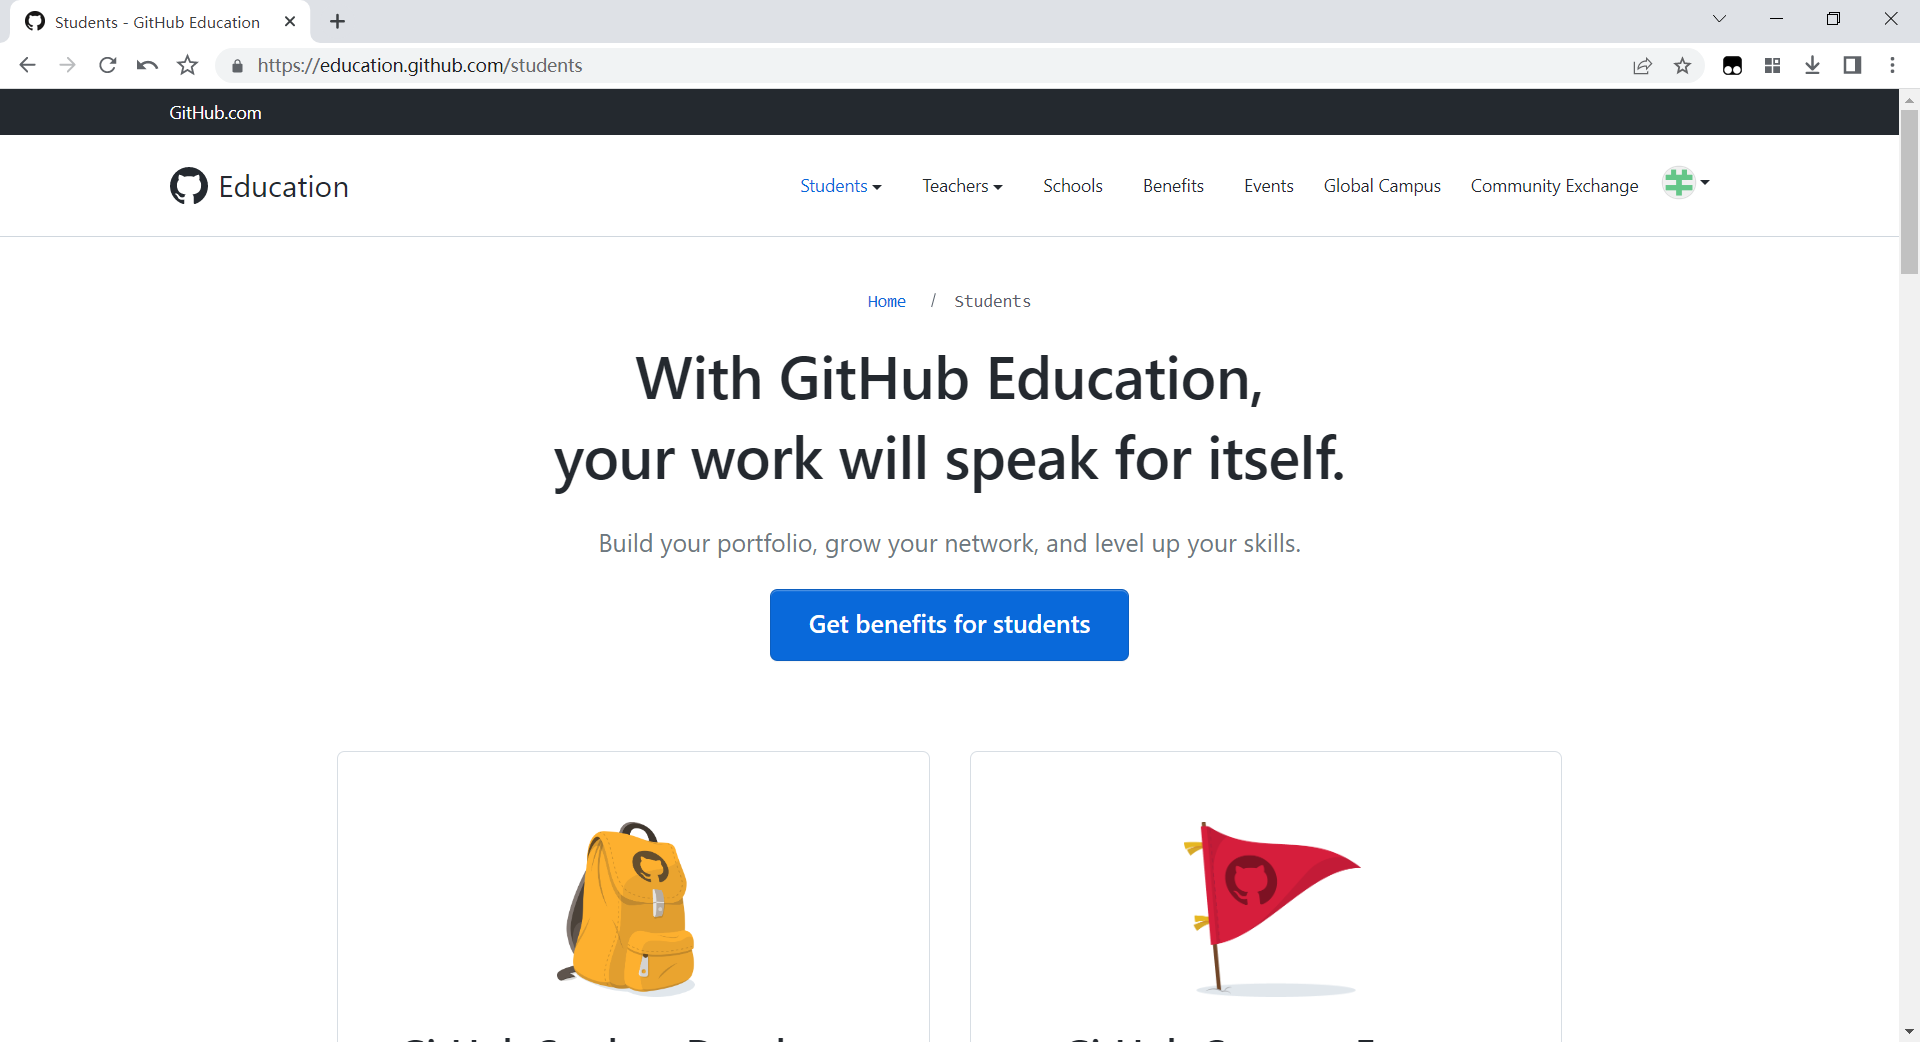 Students - GitHub Education
https://education.github.com/students
GitHub.com
Education
Students Teachers Schools Benefits Events Global Campus Community Exchange
Home / Students
With GitHub Education,
your work will speak for itself.
Build your portfolio, grow your network, and level up your skills.
Get benefits for students